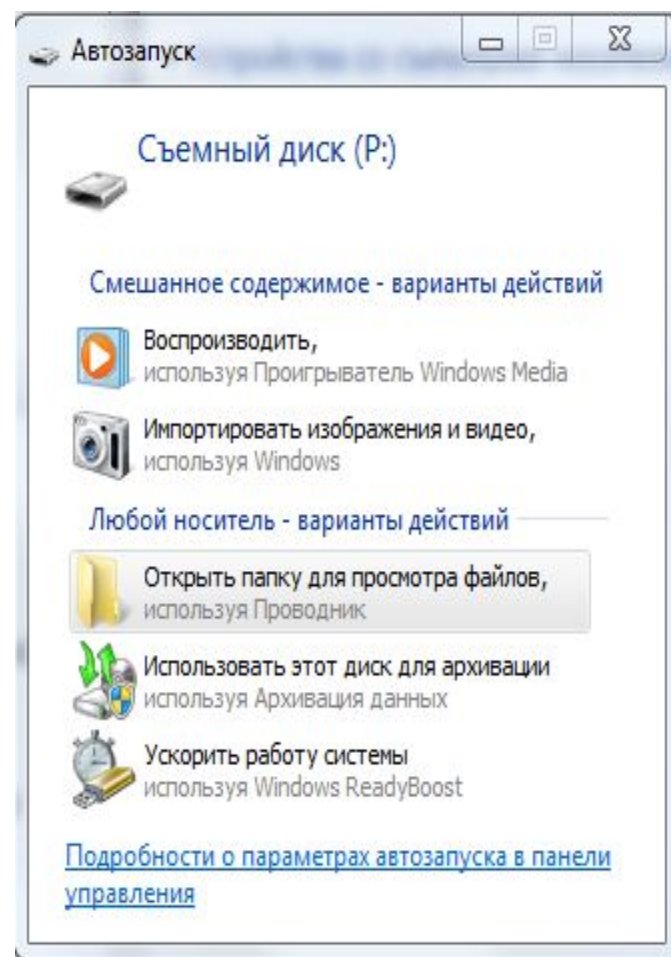 Автозапуск
Съемный диск (P:)
Смешанное содержимое - варианты действий
Воспроизводить,
используя Проигрыватель Windows Media
Импортировать изображения и видео,
используя Windows
Любой носитель - варианты действий
Открыть папку для просмотра файлов,
используя Проводник
Использовать этот диск для архивации
используя Архивация данных
Ускорить работу системы
используя Windows ReadyBoost
Подробности о параметрах автозапуска в панели
управления